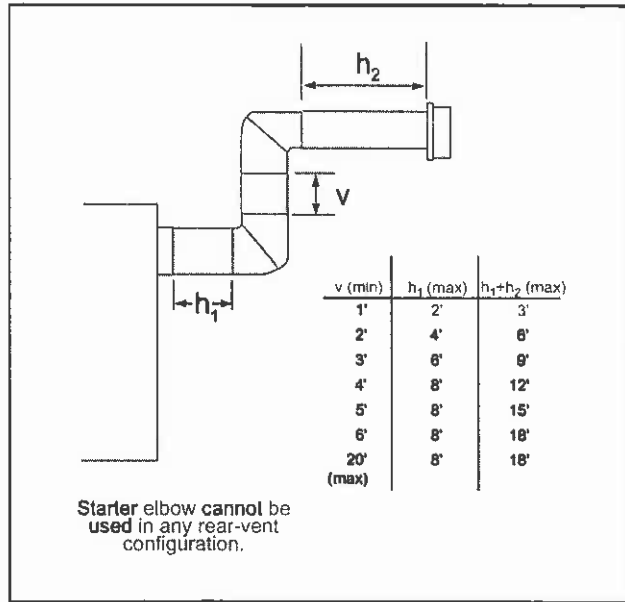 h₂
v
h₁
v (min) h₁ (max) h₁+h₂ (max)
1' 2' 3'
2' 4' 6'
3' 6' 9'
4' 8' 12'
5' 8' 15'
6' 8' 18'
20' 8' 18'
(max)
Starter elbow cannot be
used in any rear-vent
configuration.